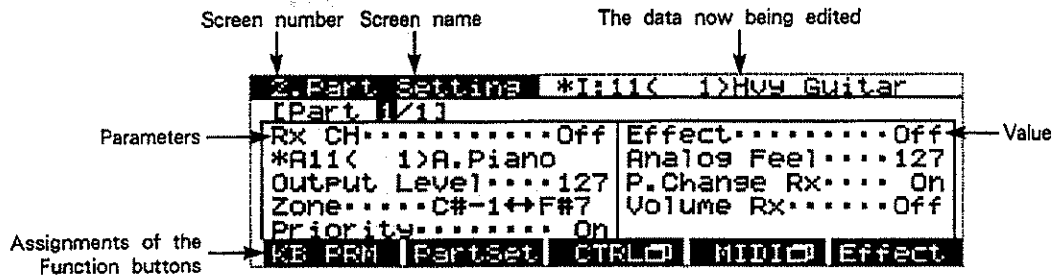 Screen number Screen name The data now being edited
2.Part Setting *I:11( 1)Hvy Guitar
[Part 1/1]
Parameters Rx CH···········Off Effect·········Off Value
*A11( 1)A.Piano Analog Feel····127
Output Level····127 P.Change Rx···· On
Zone·····C#-1↔F#7 Volume Rx······Off
Priority········ On
Assignments of the Function buttons
KB PRM PartSet CTRL MIDI Effect